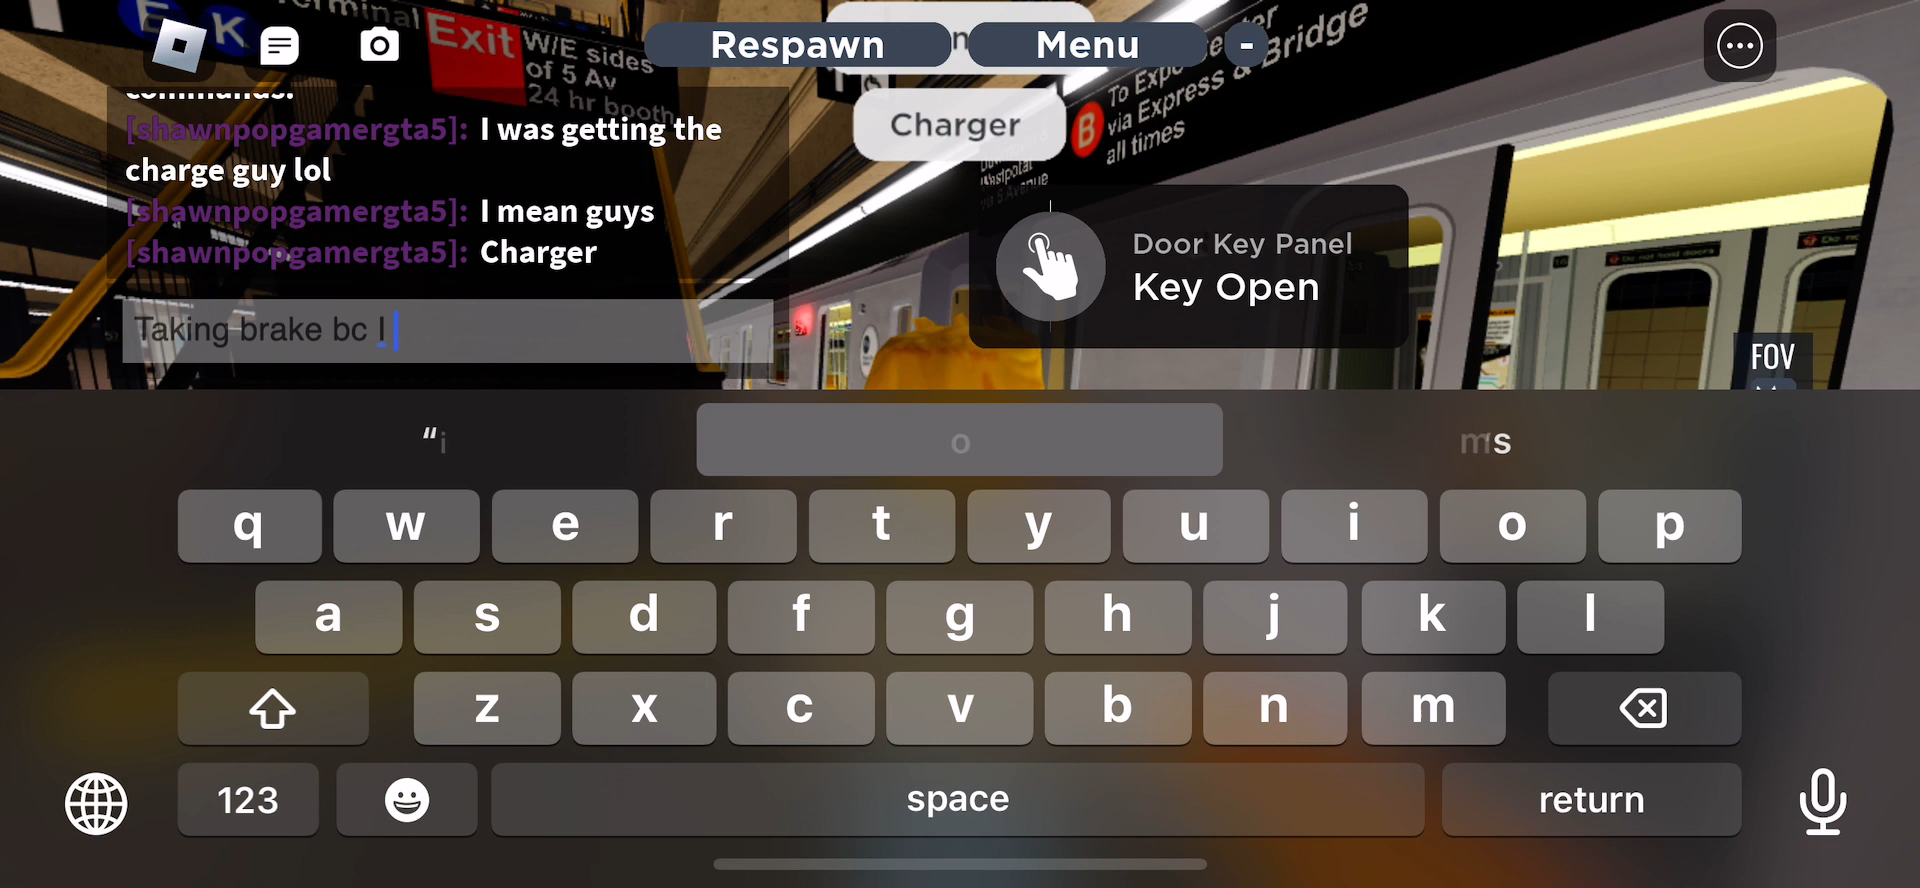 Terminal
E K
Exit
W/E sides
of 5 Av
24 hr booth
Respawn
Menu
-
Charger
B
via Express & Bridge
all times
commands.
[shawnpopgamergta5]: I was getting the
charge guy lol
[shawnpopgamergta5]: I mean guys
[shawnpopgamergta5]: Charger
Taking brake bc I
Door Key Panel
Key Open
FOV
q w e r t y u i o p
a s d f g h j k l
z x c v b n m
123
space
return